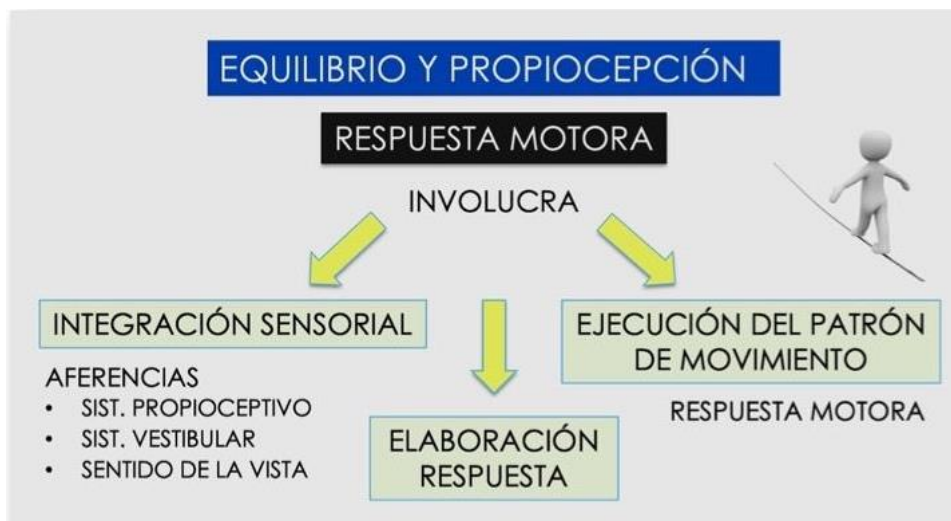 EQUILIBRIO Y PROPIOCEPCIÓN
RESPUESTA MOTORA
INVOLUCRA
INTEGRACIÓN SENSORIAL
AFERENCIAS
• SIST. PROPIOCEPTIVO
• SIST. VESTIBULAR
• SENTIDO DE LA VISTA
ELABORACIÓN
RESPUESTA
EJECUCIÓN DEL PATRÓN
DE MOVIMIENTO
RESPUESTA MOTORA